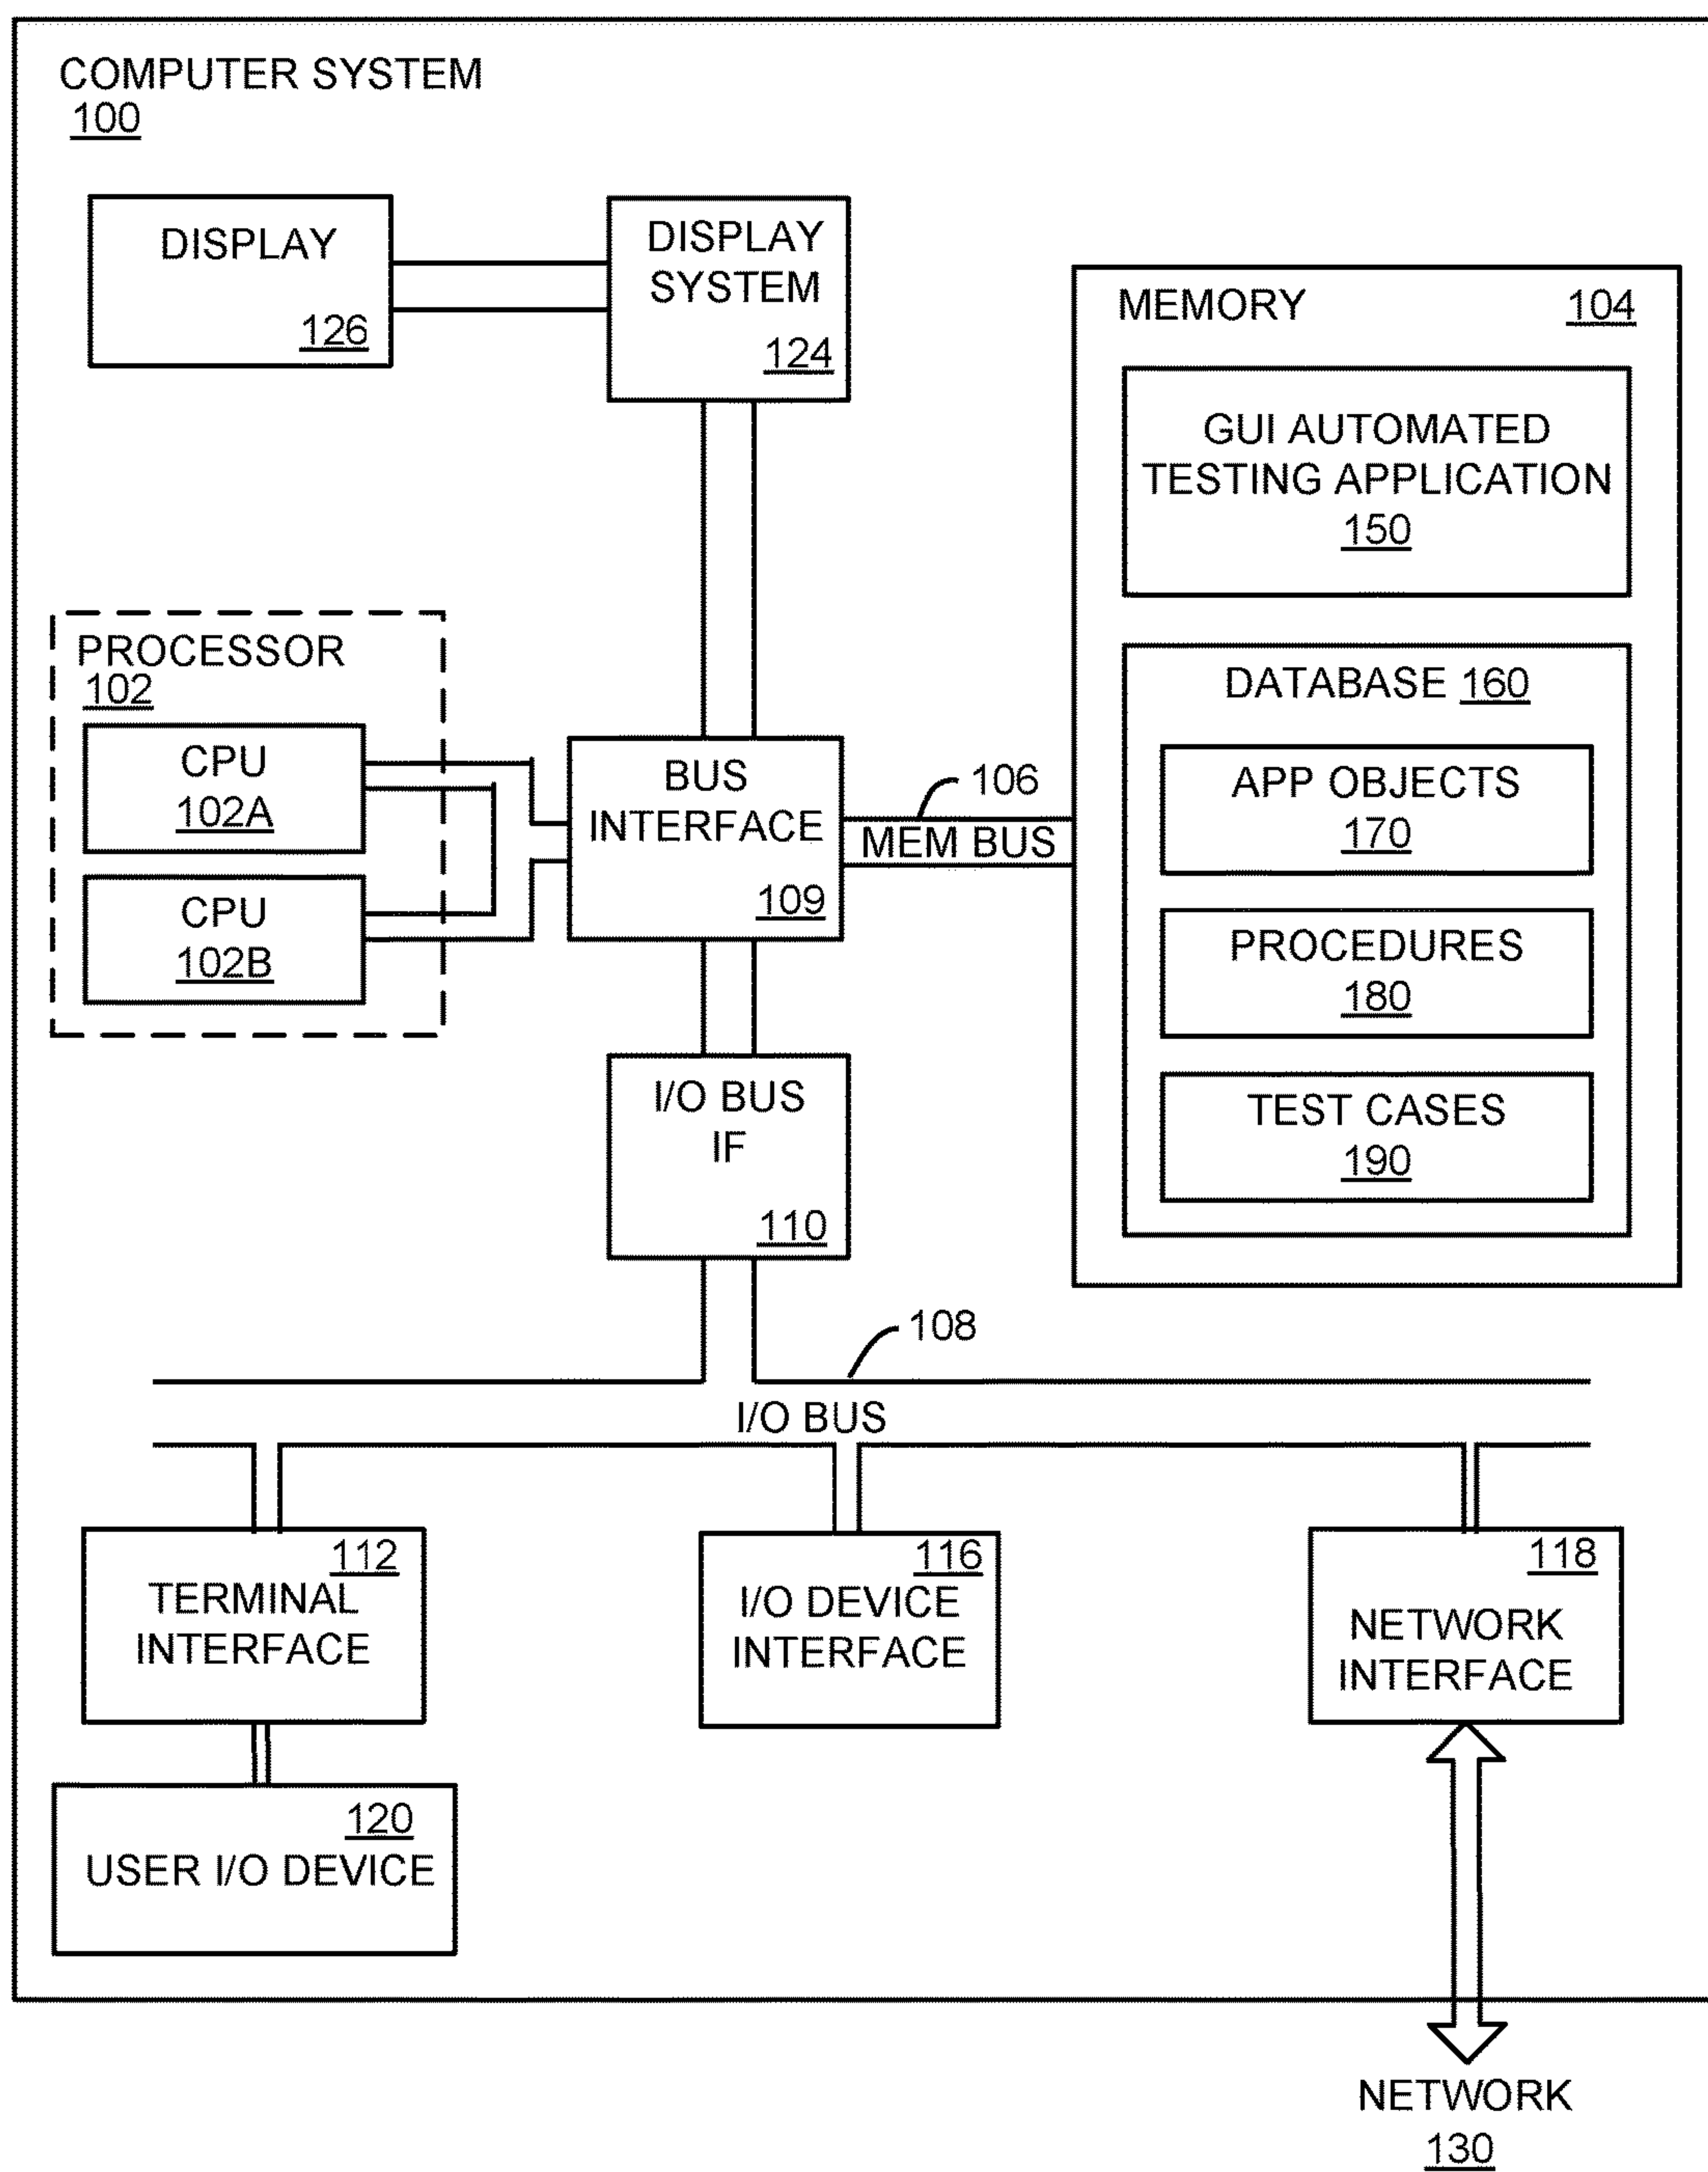 COMPUTER SYSTEM
100
DISPLAY
126
DISPLAY
SYSTEM
124
MEMORY 104
GUI AUTOMATED
TESTING APPLICATION
150
PROCESSOR
102
CPU
102A
CPU
102B
BUS
INTERFACE
109
106
MEM BUS
DATABASE 160
APP OBJECTS
170
PROCEDURES
180
TEST CASES
190
I/O BUS
IF
110
108
I/O BUS
112
TERMINAL
INTERFACE
116
I/O DEVICE
INTERFACE
118
NETWORK
INTERFACE
120
USER I/O DEVICE
NETWORK
130